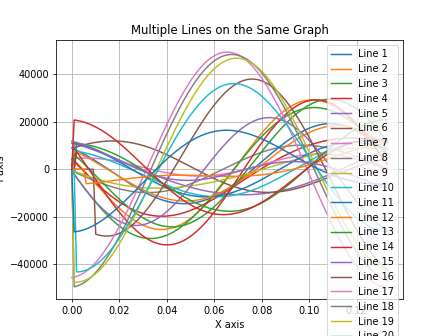 Multiple Lines on the Same Graph
40000
20000
0
−20000
−40000
0.00
0.02
0.04
0.06
0.08
0.10
X axis
Line 1
Line 2
Line 3
Line 4
Line 5
Line 6
Line 7
Line 8
Line 9
Line 10
Line 11
Line 12
Line 13
Line 14
Line 15
Line 16
Line 17
Line 18
Line 19
Line 20